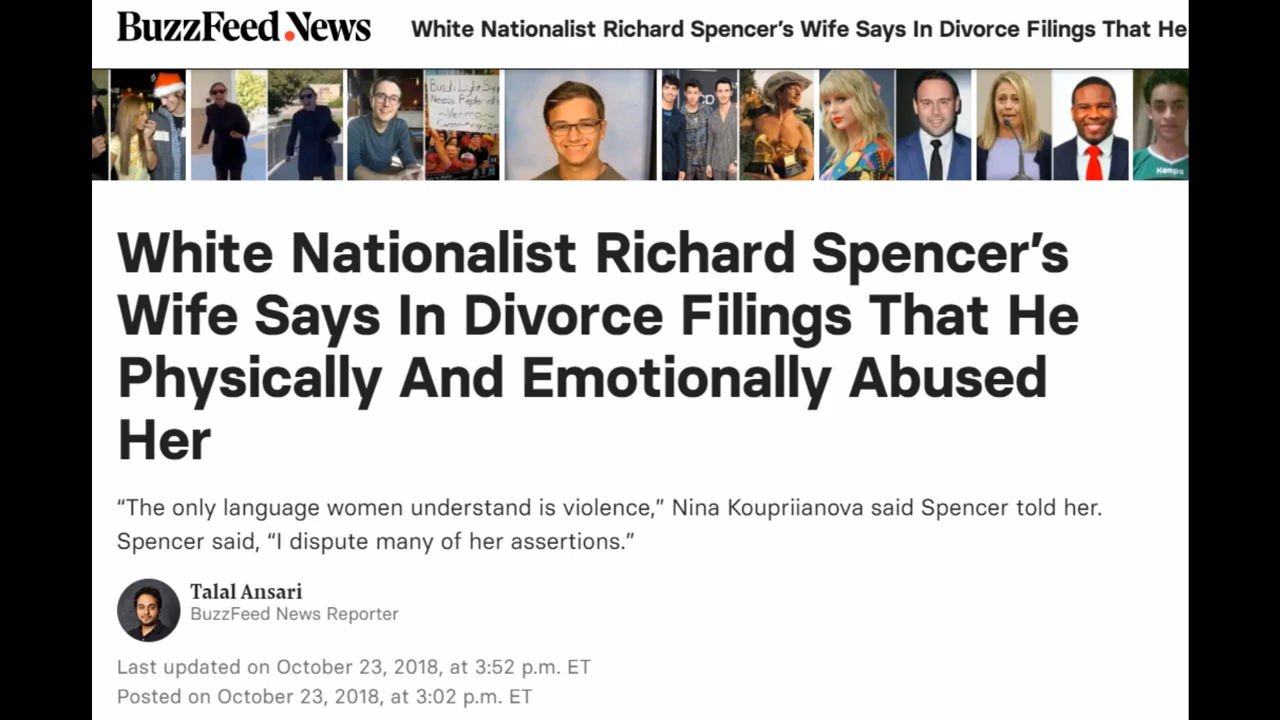 BuzzFeed News White Nationalist Richard Spencer’s Wife Says In Divorce Filings That He
Kempa
White Nationalist Richard Spencer’s
Wife Says In Divorce Filings That He
Physically And Emotionally Abused
Her
“The only language women understand is violence,” Nina Koupriianova said Spencer told her.
Spencer said, “I dispute many of her assertions.”
Talal Ansari
BuzzFeed News Reporter
Last updated on October 23, 2018, at 3:52 p.m. ET
Posted on October 23, 2018, at 3:02 p.m. ET